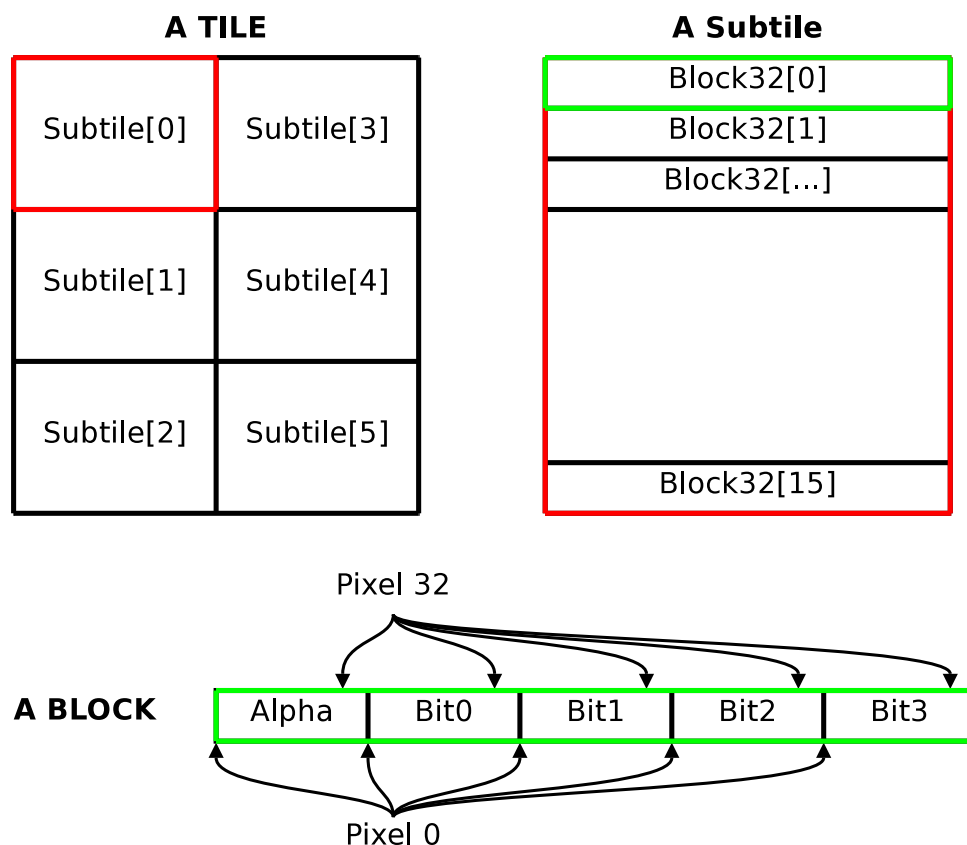 A TILE
A Subtile
Subtile[0]
Subtile[3]
Subtile[1]
Subtile[4]
Subtile[2]
Subtile[5]
Block32[0]
Block32[1]
Block32[...]
Block32[15]
Pixel 32
A BLOCK
Alpha
Bit0
Bit1
Bit2
Bit3
Pixel 0